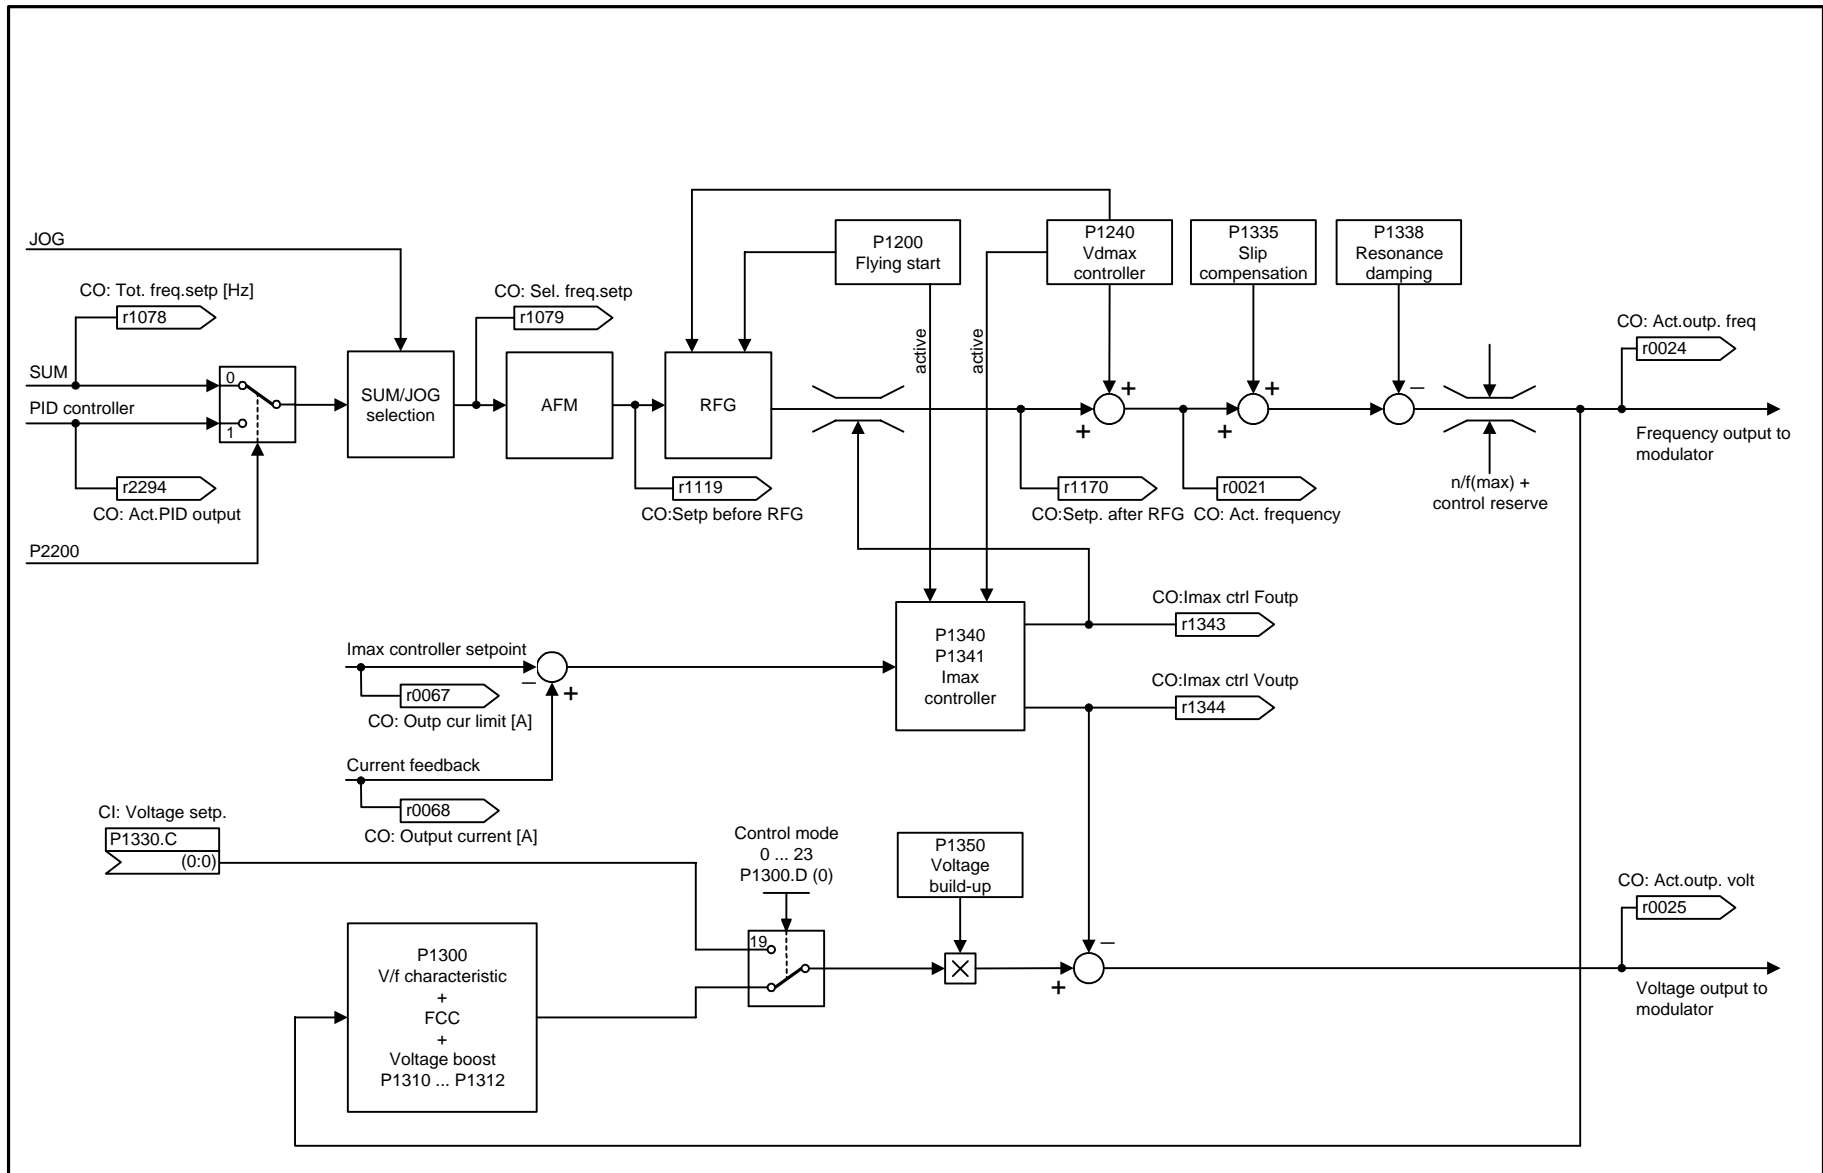 P1200
Flying start
P1240
Vdmax
controller
P1335
Slip
compensation
P1338
Resonance
damping
JOG
CO: Tot. freq.setp [Hz]
r1078
CO: Sel. freq.setp
r1079
active
active
CO: Act.outp. freq
r0024
SUM
0
PID controller
1
SUM/JOG
selection
AFM
RFG
+
+
+
+
–
Frequency output to
modulator
r2294
CO: Act.PID output
r1119
CO:Setp before RFG
r1170
CO:Setp. after RFG
r0021
CO: Act. frequency
n/f(max) +
control reserve
P2200
Imax controller setpoint
–
+
r0067
CO: Outp cur limit [A]
P1340
P1341
Imax
controller
CO:Imax ctrl Foutp
r1343
CO:Imax ctrl Voutp
r1344
Current feedback
r0068
CO: Output current [A]
CI: Voltage setp.
P1330.C
(0:0)
Control mode
0 ... 23
P1300.D (0)
P1350
Voltage
build-up
CO: Act.outp. volt
r0025
19
×
–
+
P1300
V/f characteristic
+
FCC
+
Voltage boost
P1310 ... P1312
Voltage output to
modulator